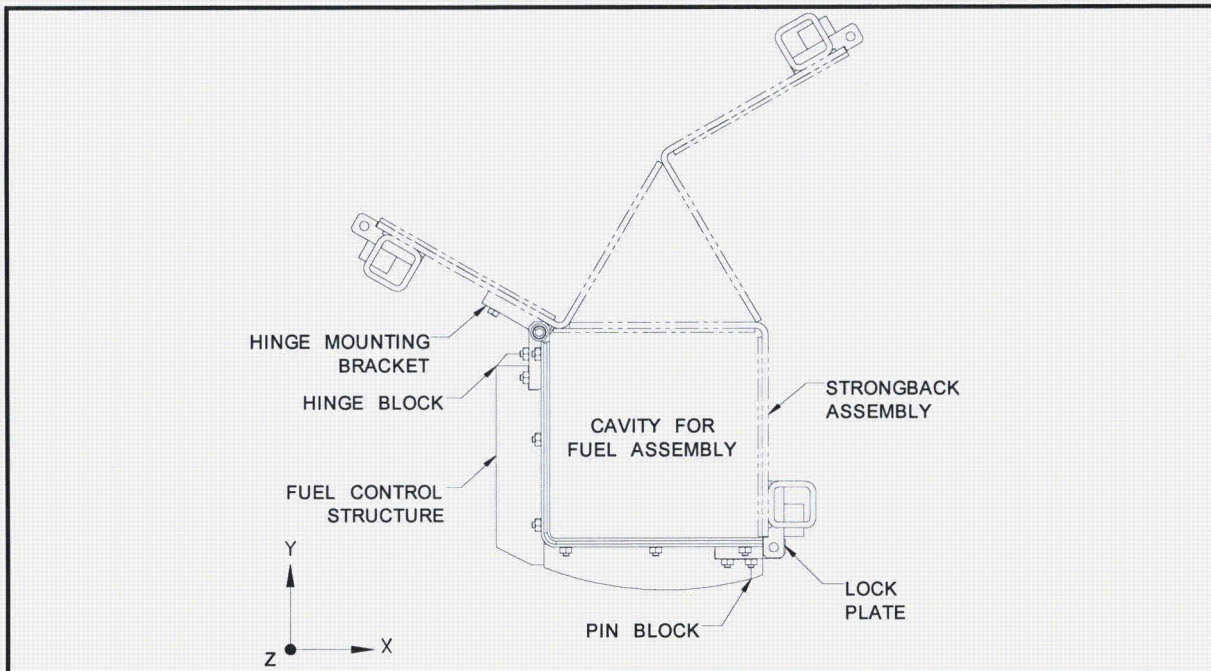 HINGE MOUNTING
BRACKET
HINGE BLOCK
STRONGBACK
ASSEMBLY
CAVITY FOR
FUEL ASSEMBLY
FUEL CONTROL
STRUCTURE
Y
X
Z
LOCK
PLATE
PIN BLOCK